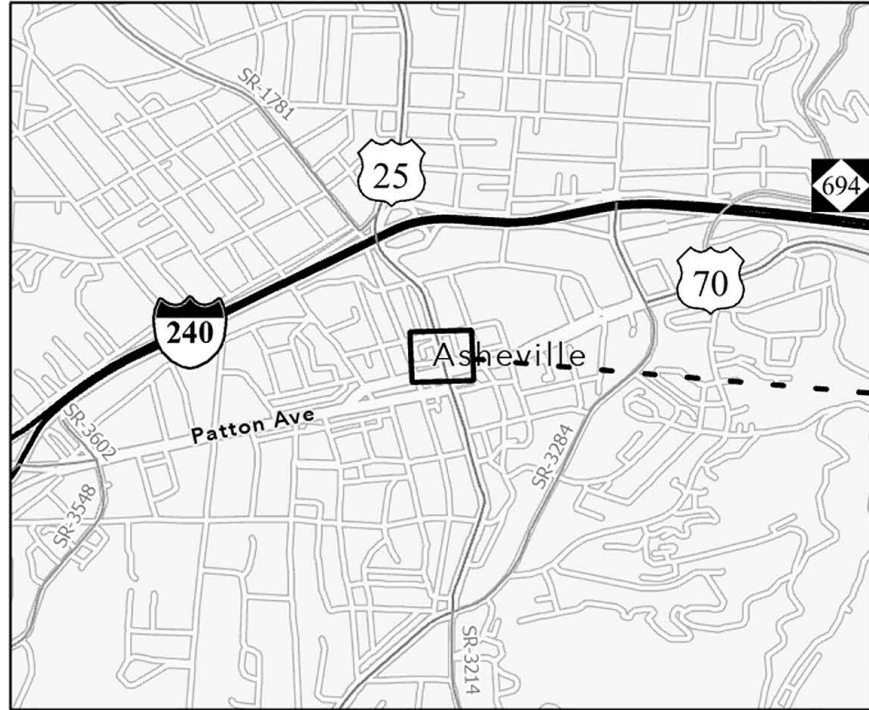 SR-1781
25
694
70
240
Asheville
Patton Ave
SR-3602
SR-3284
SR-3548
SR-3214